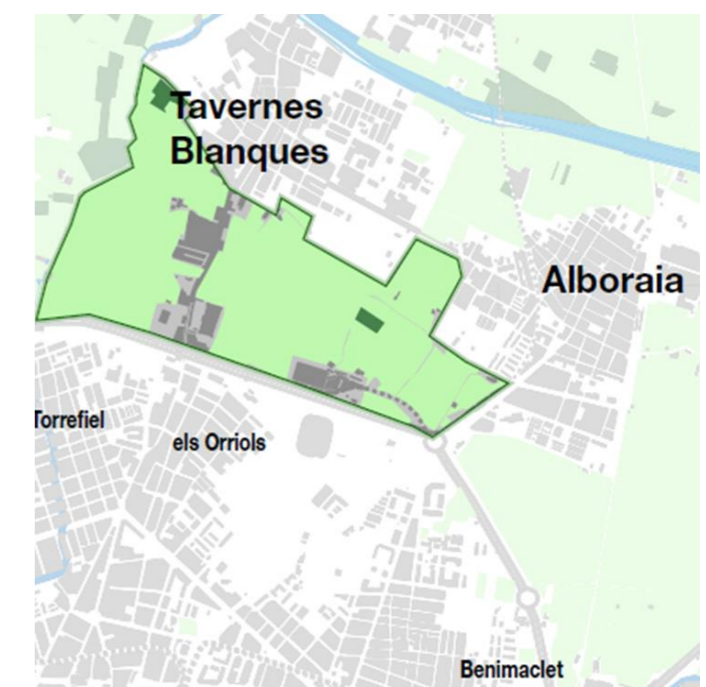 Tavernes
Blanques
Alboraia
Torrefiel
els Orriols
Benimaclet